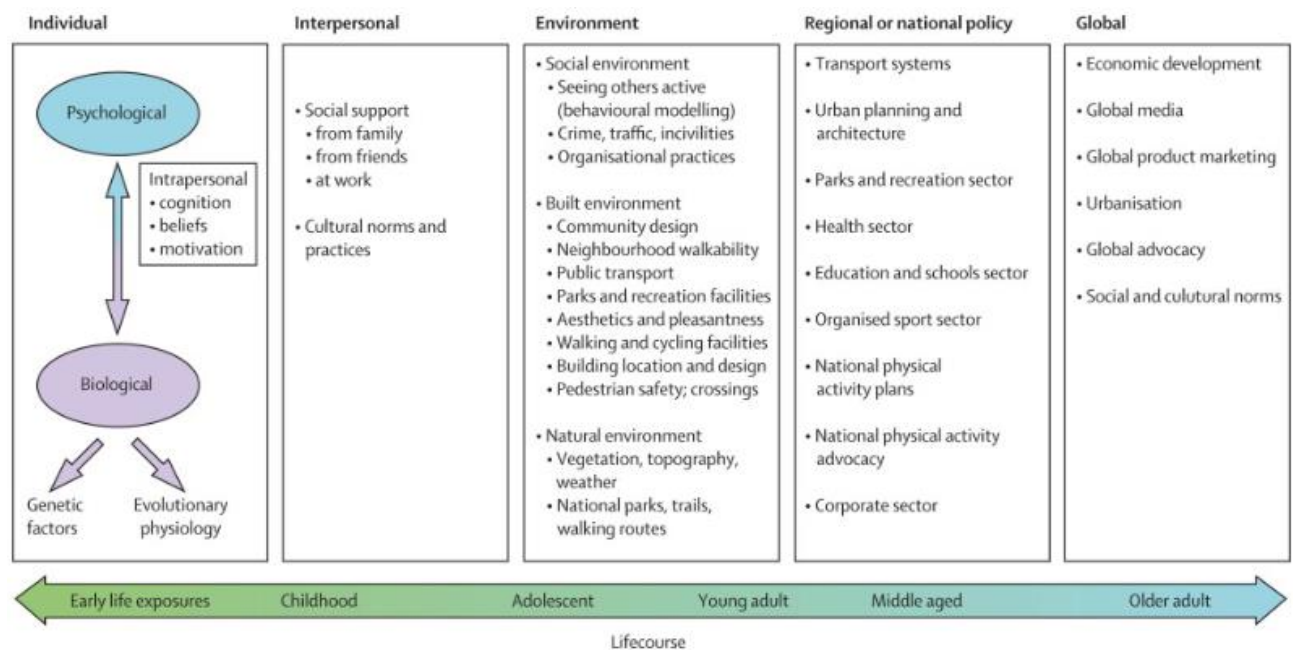 Individual
Psychological
Intrapersonal
• cognition
• beliefs
• motivation
Biological
Genetic
factors
Evolutionary
physiology
Interpersonal
• Social support
• from family
• from friends
• at work
• Cultural norms and
practices
Environment
• Social environment
• Seeing others active
(behavioural modelling)
• Crime, traffic, incivilities
• Organisational practices
• Built environment
• Community design
• Neighbourhood walkability
• Public transport
• Parks and recreation facilities
• Aesthetics and pleasantness
• Walking and cycling facilities
• Building location and design
• Pedestrian safety; crossings
• Natural environment
• Vegetation, topography,
weather
• National parks, trails,
walking routes
Regional or national policy
• Transport systems
• Urban planning and
architecture
• Parks and recreation sector
• Health sector
• Education and schools sector
• Organised sport sector
• National physical
activity plans
• National physical activity
advocacy
• Corporate sector
Global
• Economic development
• Global media
• Global product marketing
• Urbanisation
• Global advocacy
• Social and culutural norms
Early life exposures
Childhood
Adolescent
Young adult
Middle aged
Older adult
Lifecourse